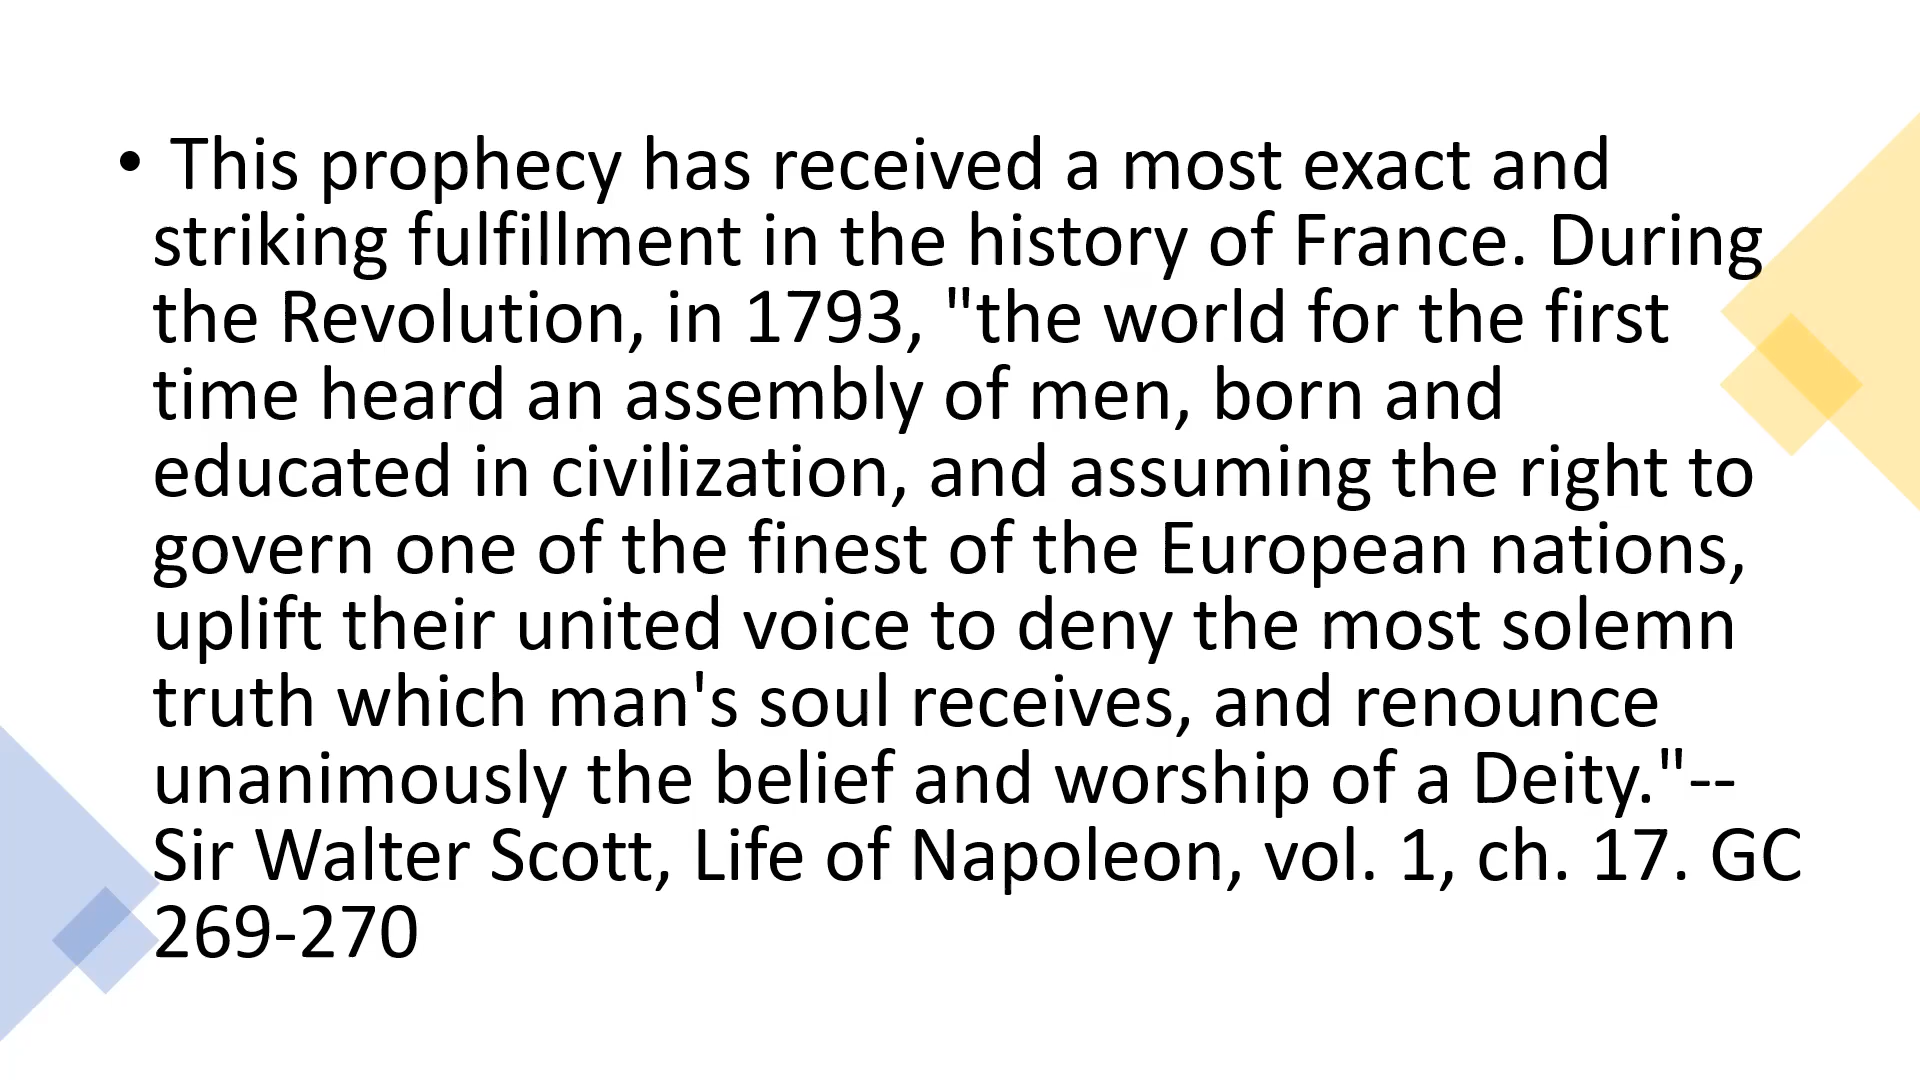 • This prophecy has received a most exact and
striking fulfillment in the history of France. During
the Revolution, in 1793, "the world for the first
time heard an assembly of men, born and
educated in civilization, and assuming the right to
govern one of the finest of the European nations,
uplift their united voice to deny the most solemn
truth which man's soul receives, and renounce
unanimously the belief and worship of a Deity."--
Sir Walter Scott, Life of Napoleon, vol. 1, ch. 17. GC
269-270